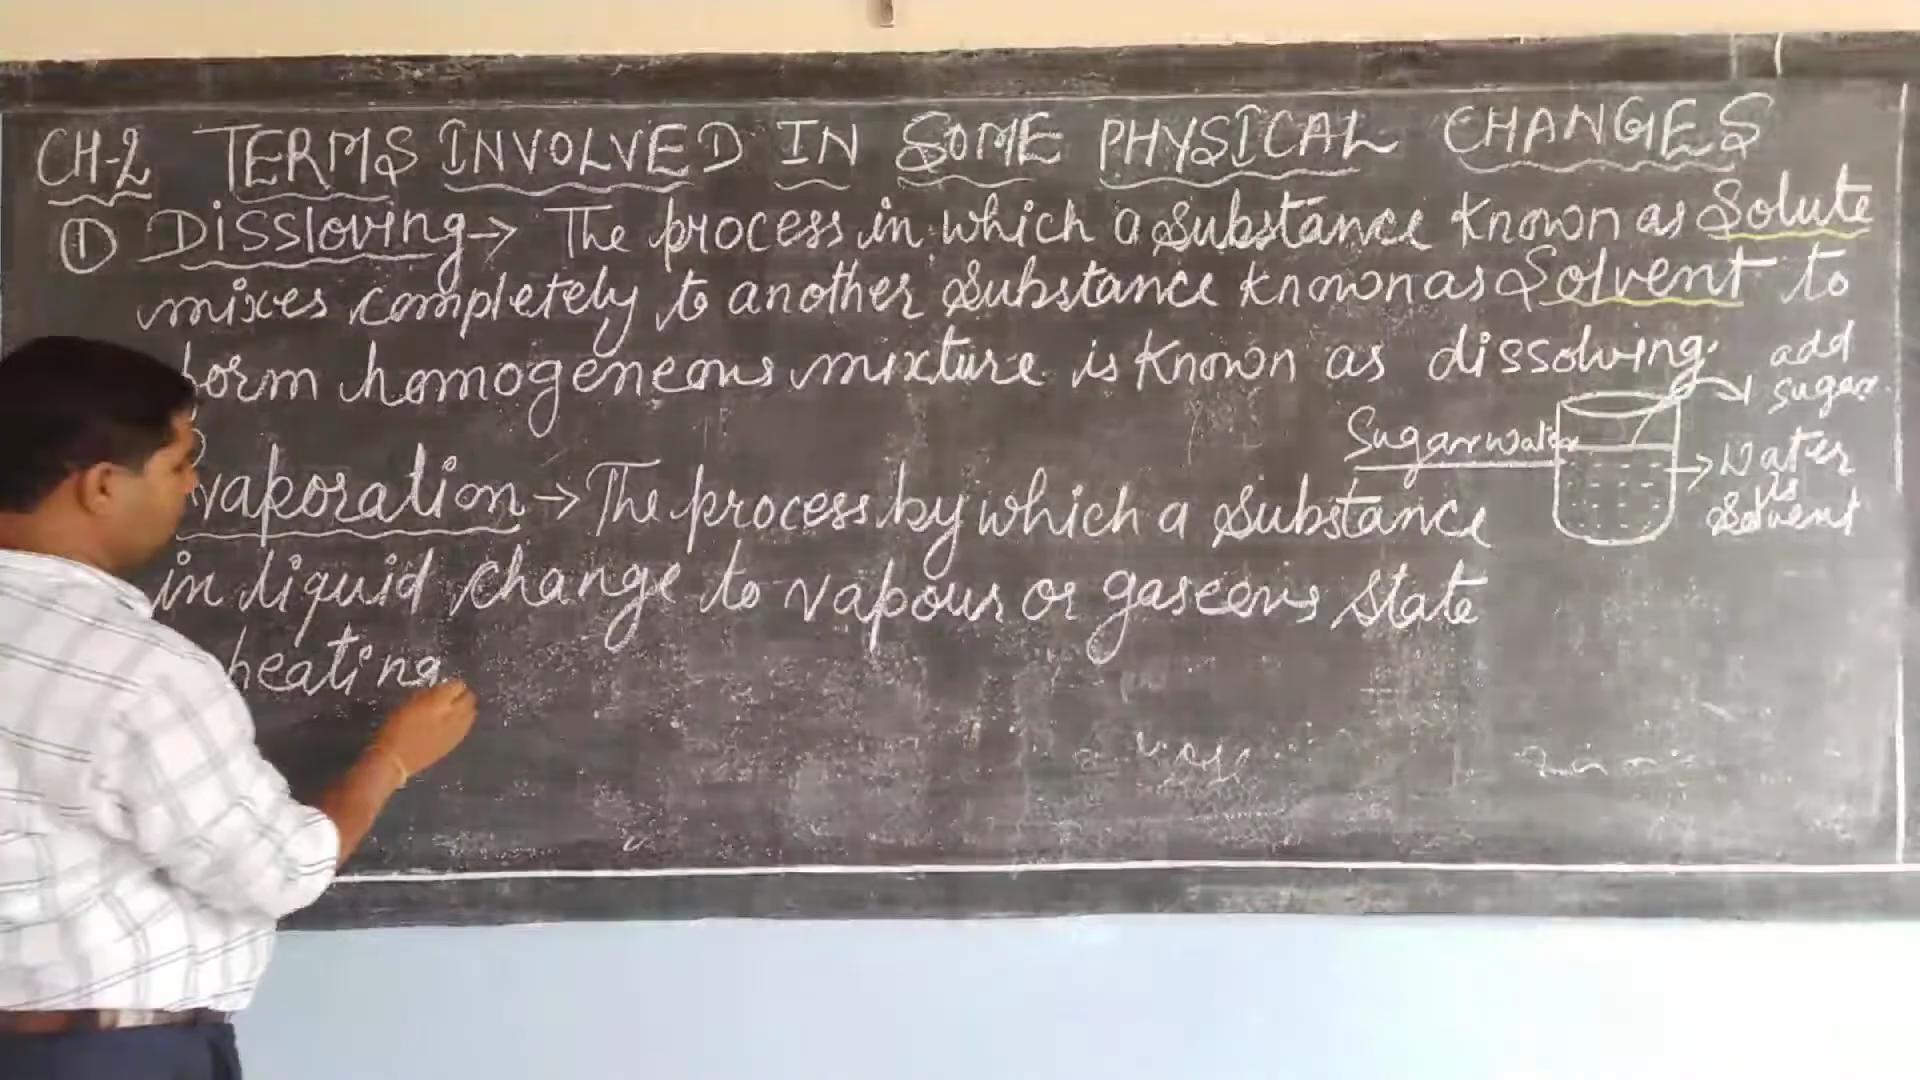 CH-2 TERMS INVOLVED IN SOME PHYSICAL CHANGES
① Dissloving → The process in which a substance known as Solute
mixes completely to another substance known as Solvent to
form homogeneous mixture is known as dissolving.
add
sugar
Sugar water
Water
is
Solvent
Evaporation → The process by which a substance
in liquid change to vapour or gaseous state
heating